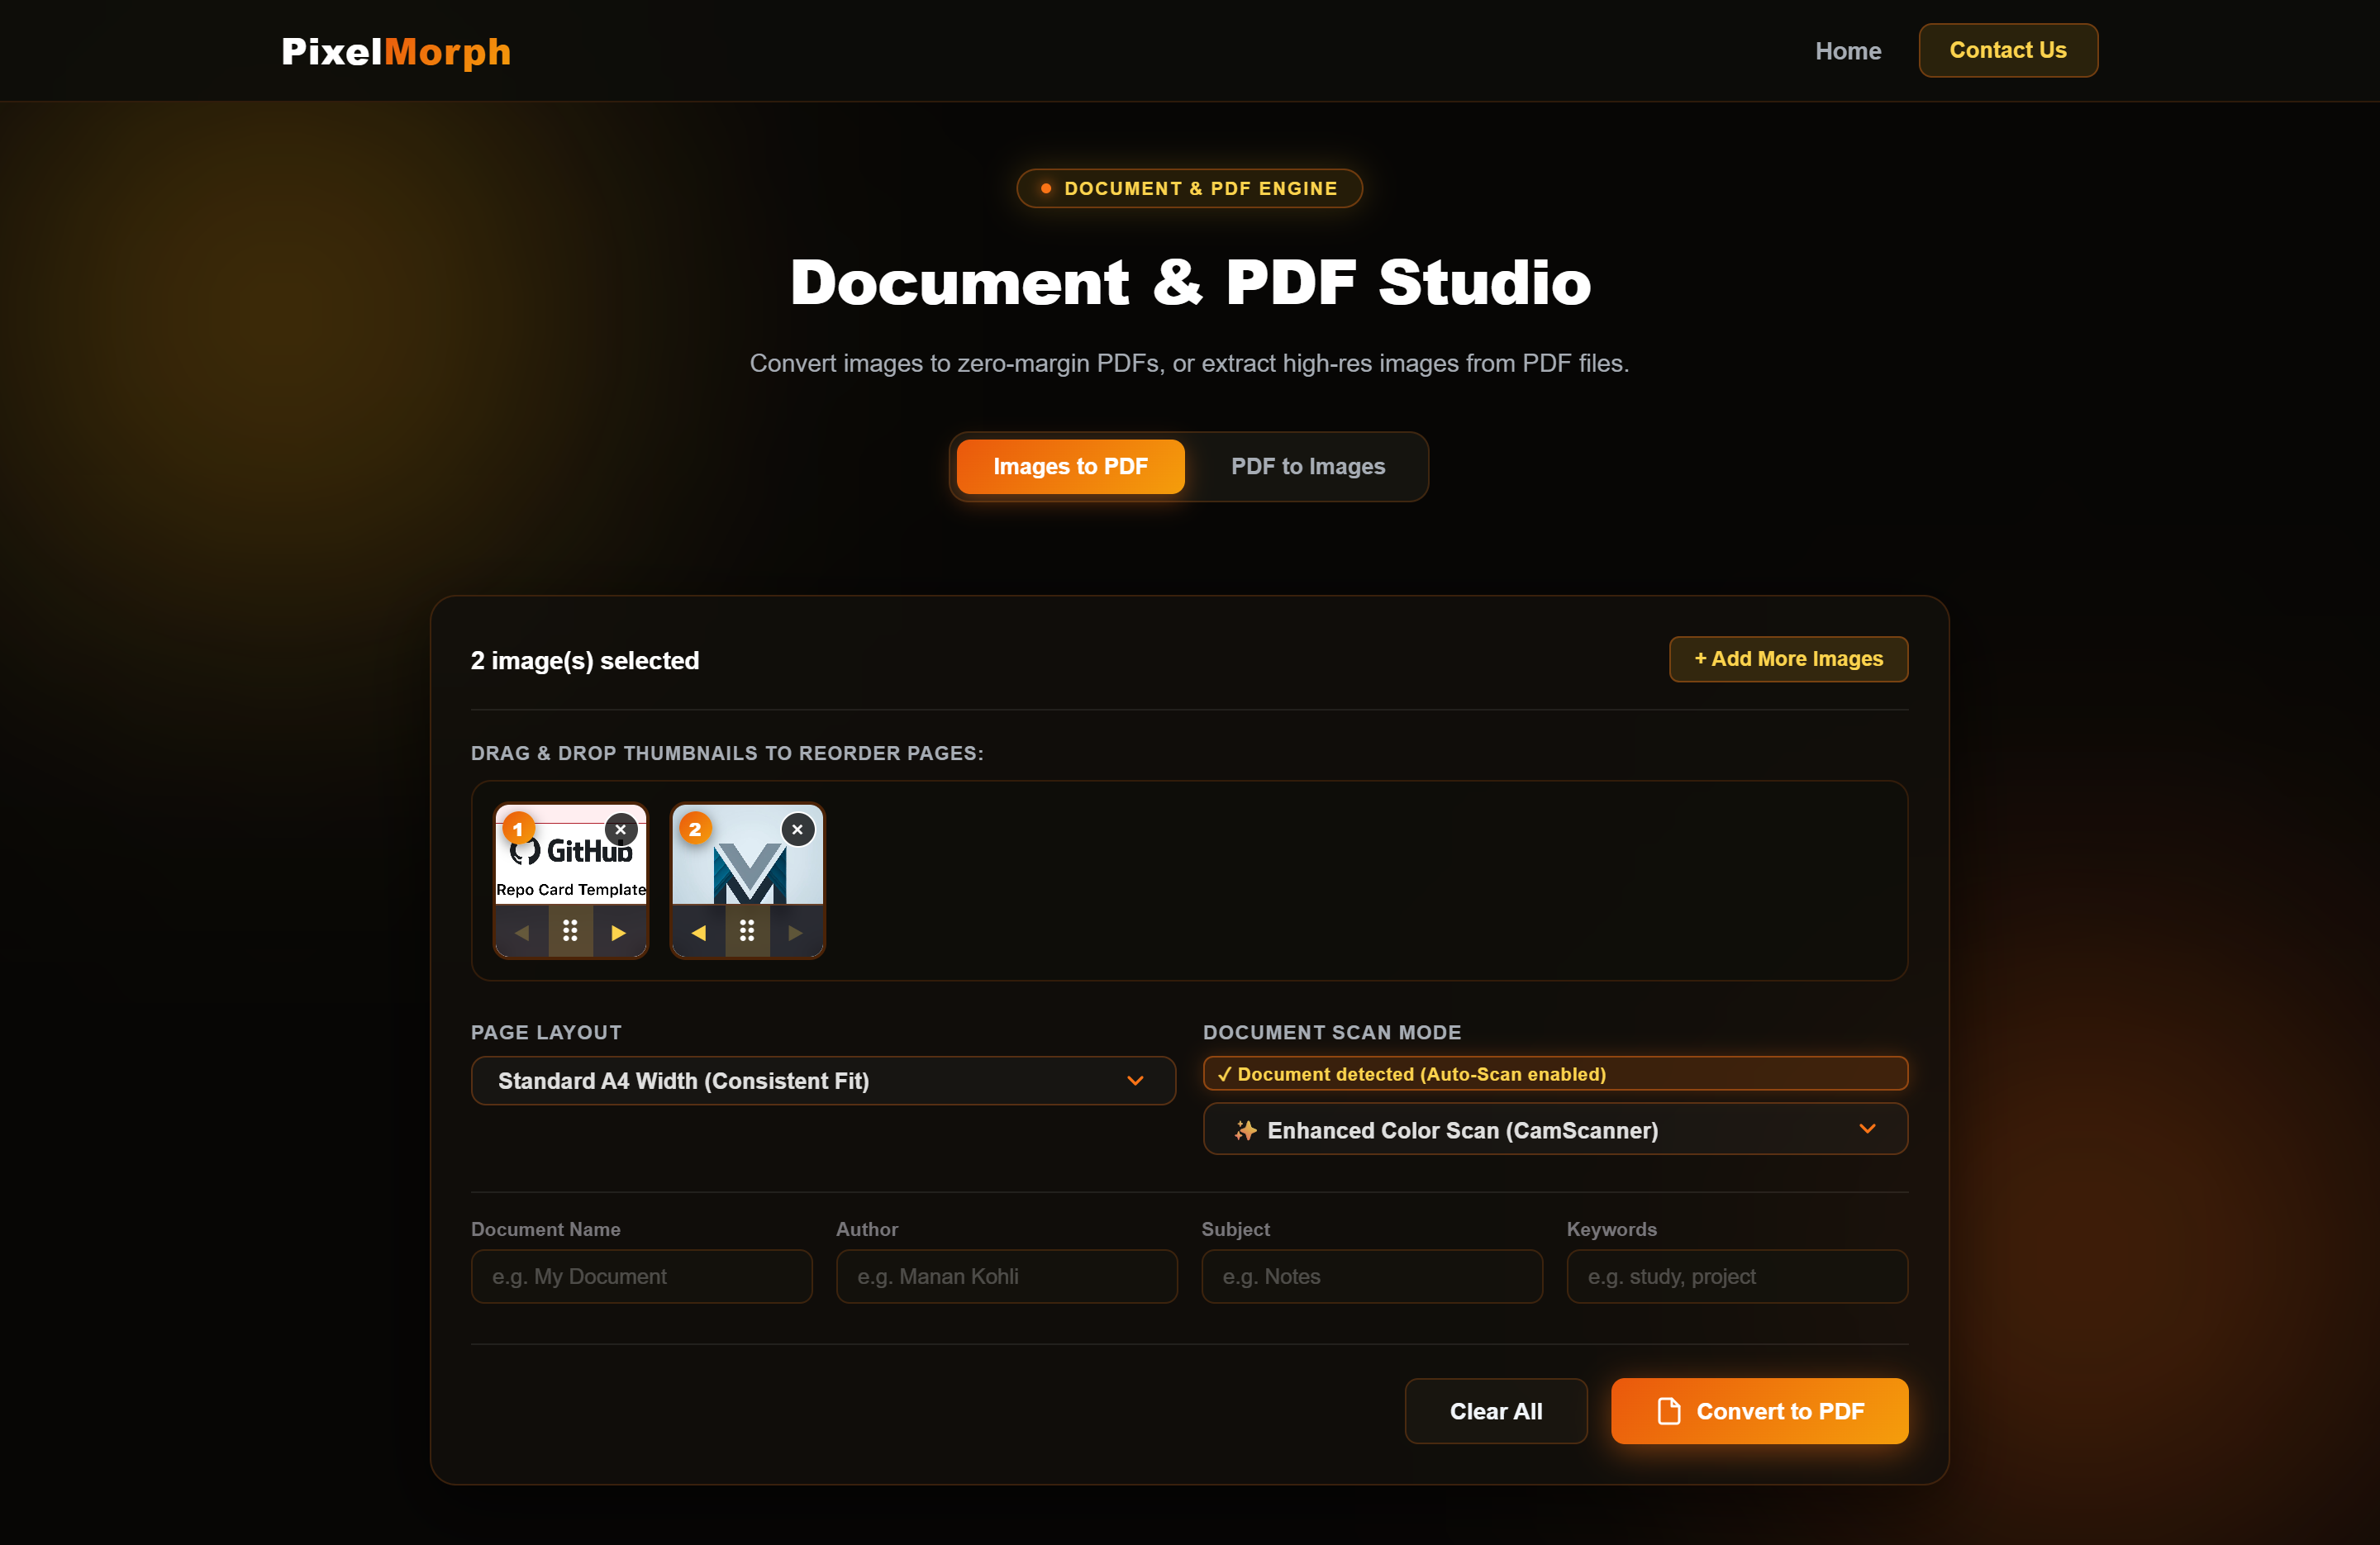 PixelMorph
Home
Contact Us
DOCUMENT & PDF ENGINE
Document & PDF Studio
Convert images to zero-margin PDFs, or extract high-res images from PDF files.
Images to PDF
PDF to Images
2 image(s) selected
+ Add More Images
DRAG & DROP THUMBNAILS TO REORDER PAGES:
1
GitHub
Repo Card Template
2
PAGE LAYOUT
Standard A4 Width (Consistent Fit)
DOCUMENT SCAN MODE
✓ Document detected (Auto-Scan enabled)
✨ Enhanced Color Scan (CamScanner)
Document Name
e.g. My Document
Author
e.g. Manan Kohli
Subject
e.g. Notes
Keywords
e.g. study, project
Clear All
Convert to PDF